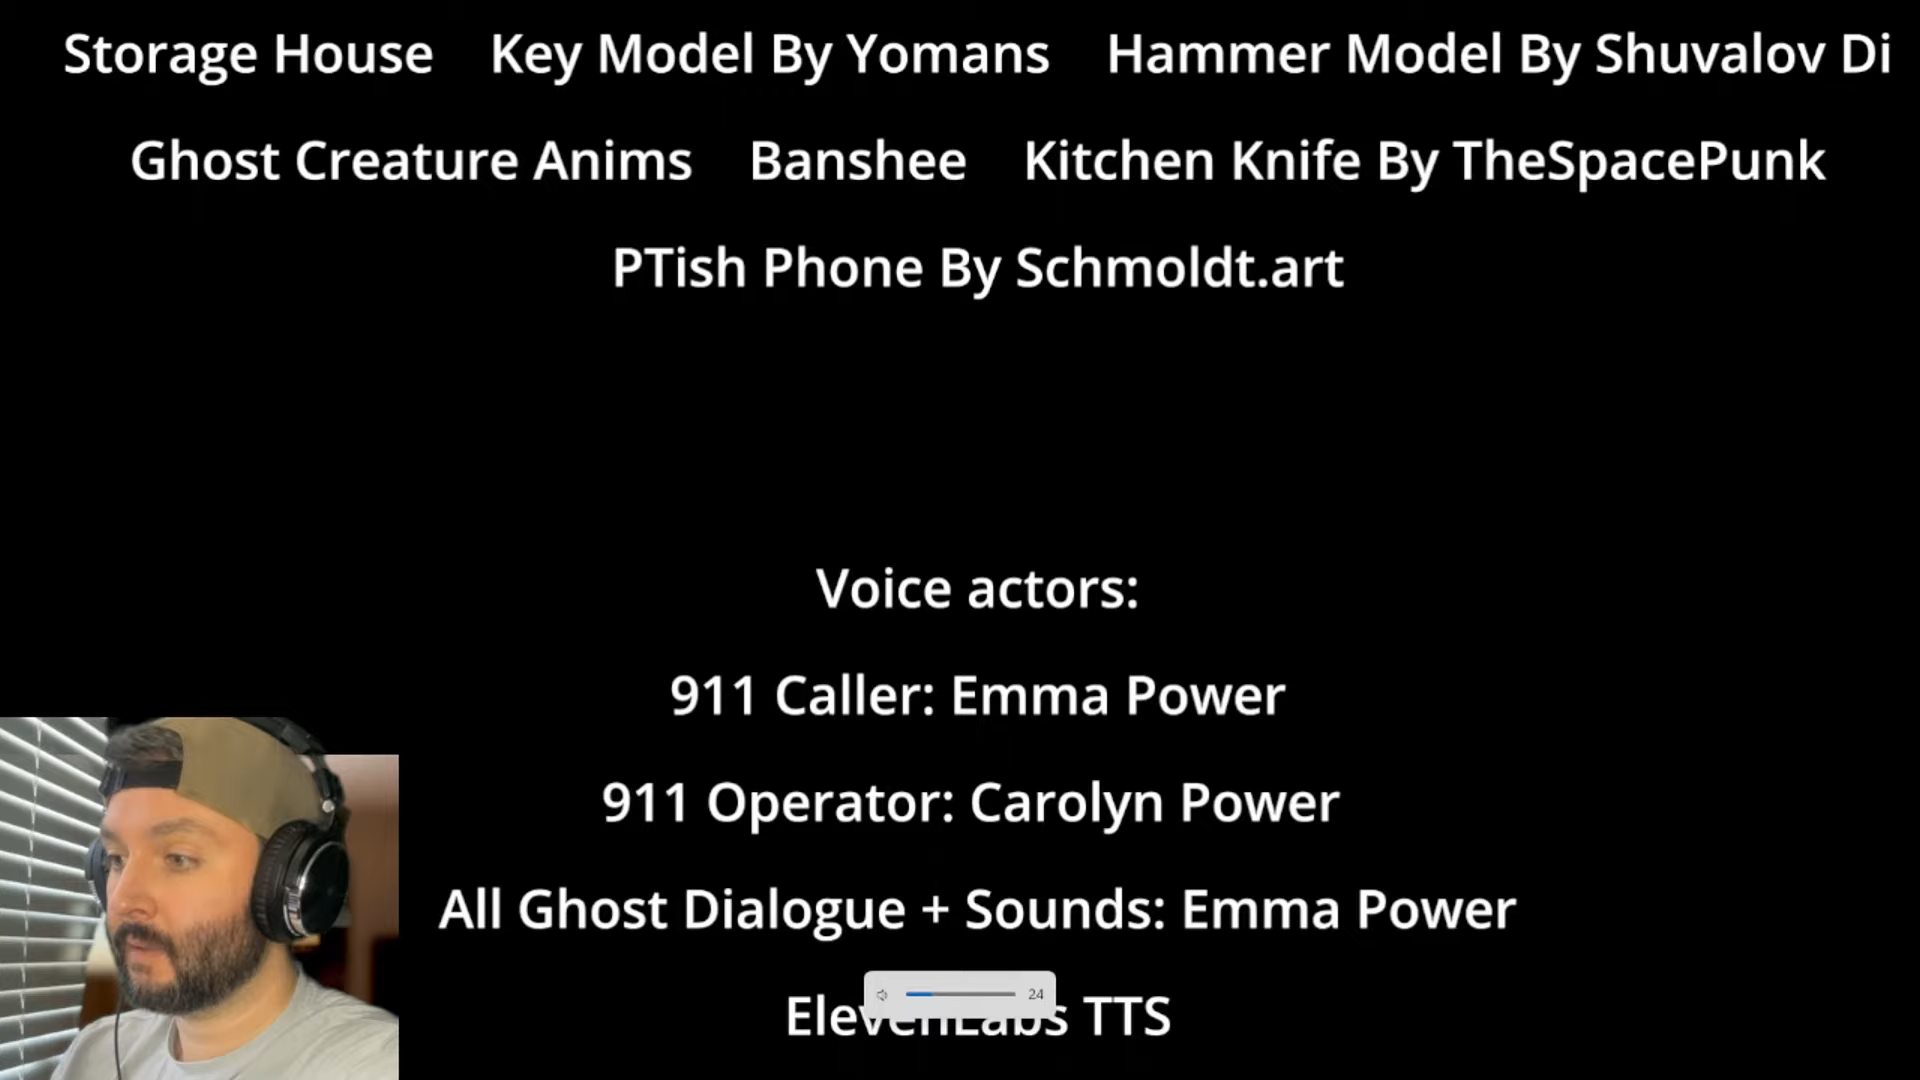 Storage House Key Model By Yomans Hammer Model By Shuvalov Di
Ghost Creature Anims Banshee Kitchen Knife By TheSpacePunk
PTish Phone By Schmoldt.art
Voice actors:
911 Caller: Emma Power
911 Operator: Carolyn Power
All Ghost Dialogue + Sounds: Emma Power
24
ElevenLabs TTS